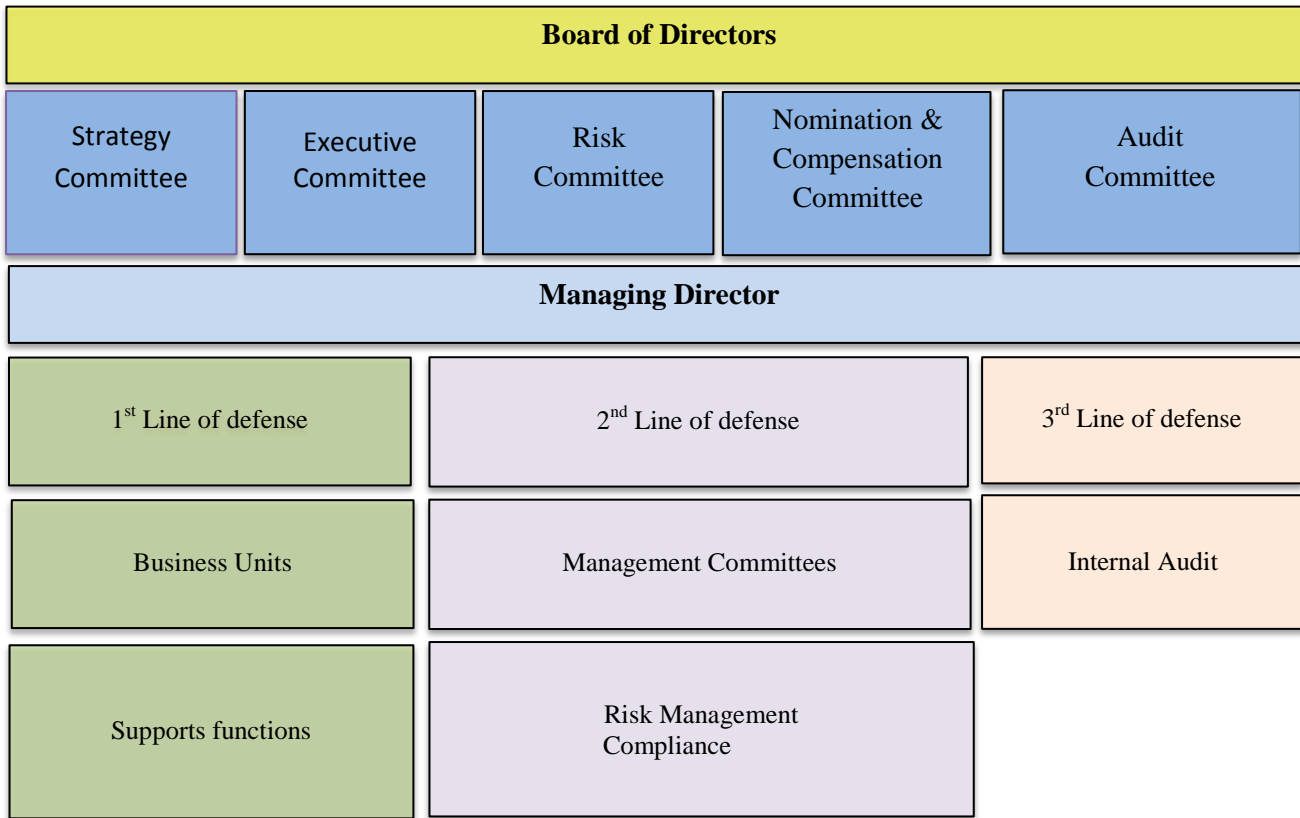 Board of Directors
Strategy
Committee
Executive
Committee
Risk
Committee
Nomination &
Compensation
Committee
Audit
Committee
Managing Director
1st Line of defense
2nd Line of defense
3rd Line of defense
Business Units
Management Committees
Internal Audit
Supports functions
Risk Management
Compliance